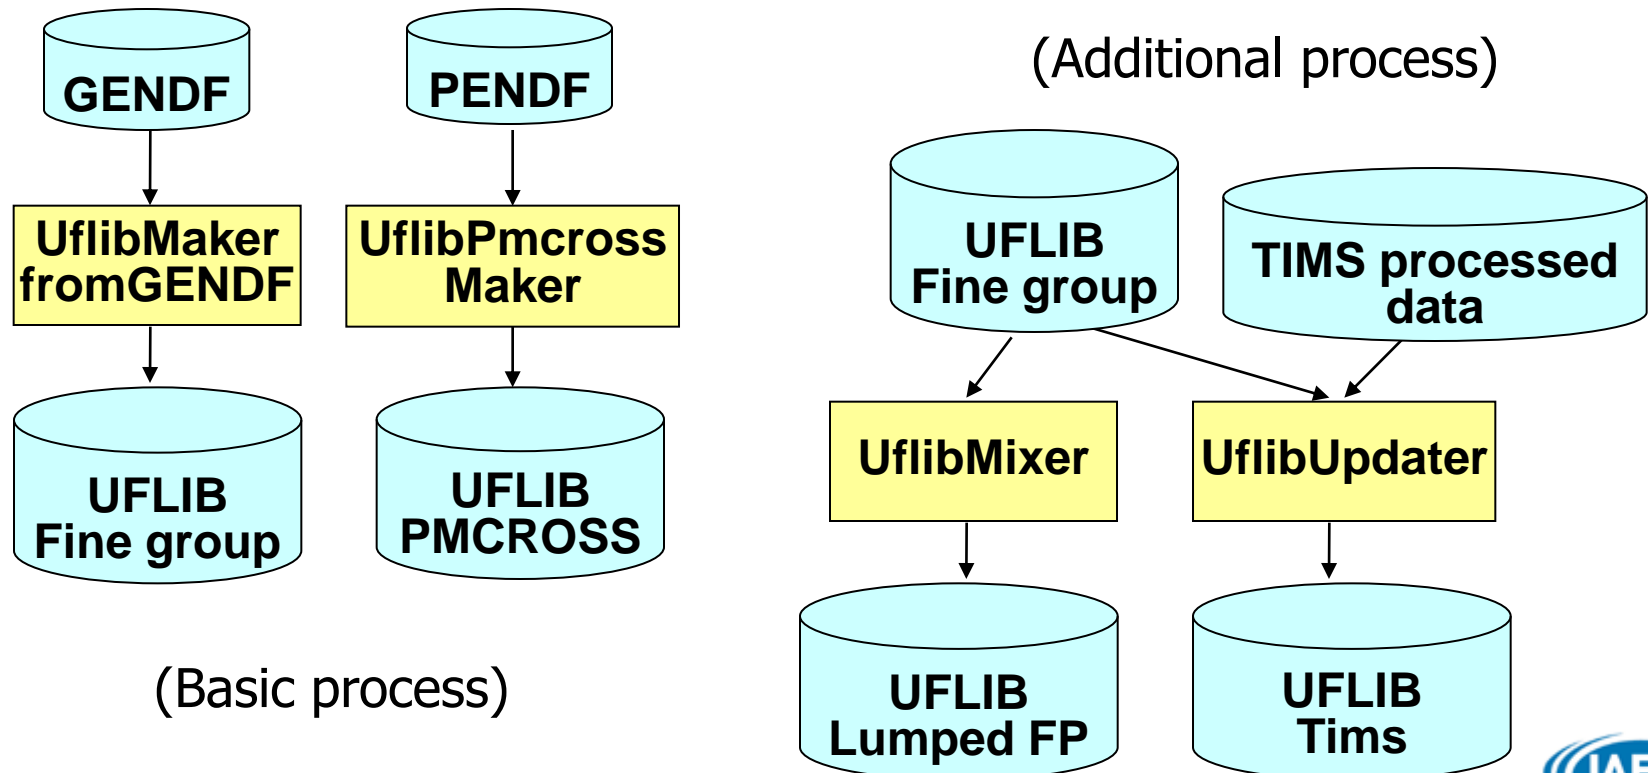 GENDF
PENDF
(Additional process)
UflibMaker
fromGENDF
UflibPmcross
Maker
UFLIB
Fine group
TIMS processed
data
UFLIB
Fine group
UFLIB
PMCROSS
UflibMixer
UflibUpdater
(Basic process)
UFLIB
Lumped FP
UFLIB
Tims